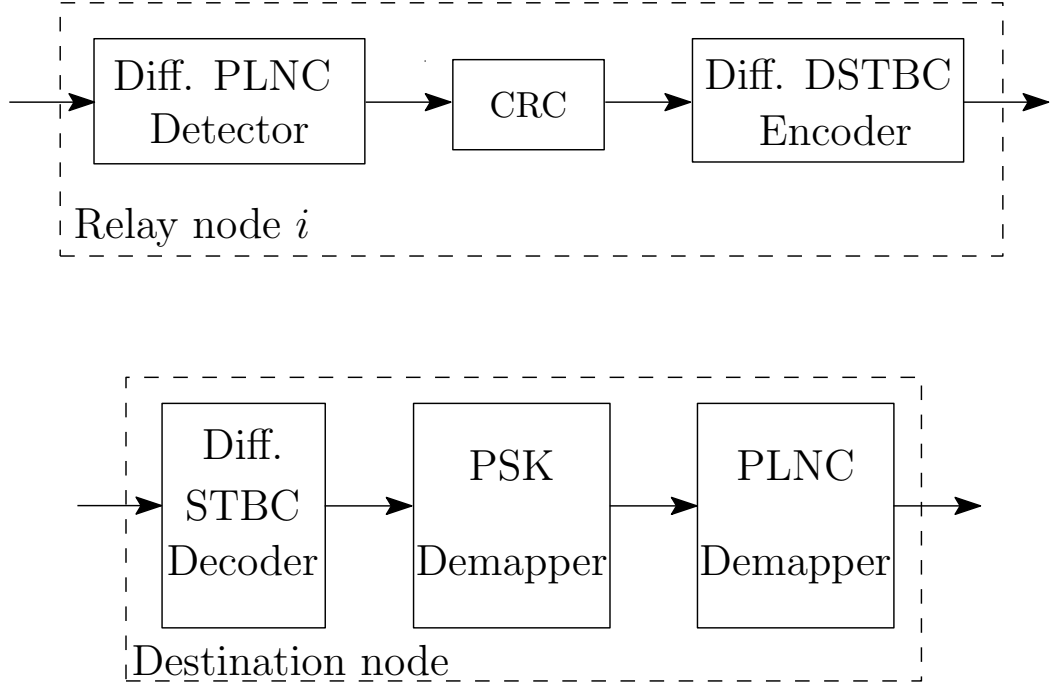 Diff. PLNC
Detector
CRC
Diff. DSTBC
Encoder
Relay node i
Diff.
STBC
Decoder
PSK
Demapper
PLNC
Demapper
Destination node